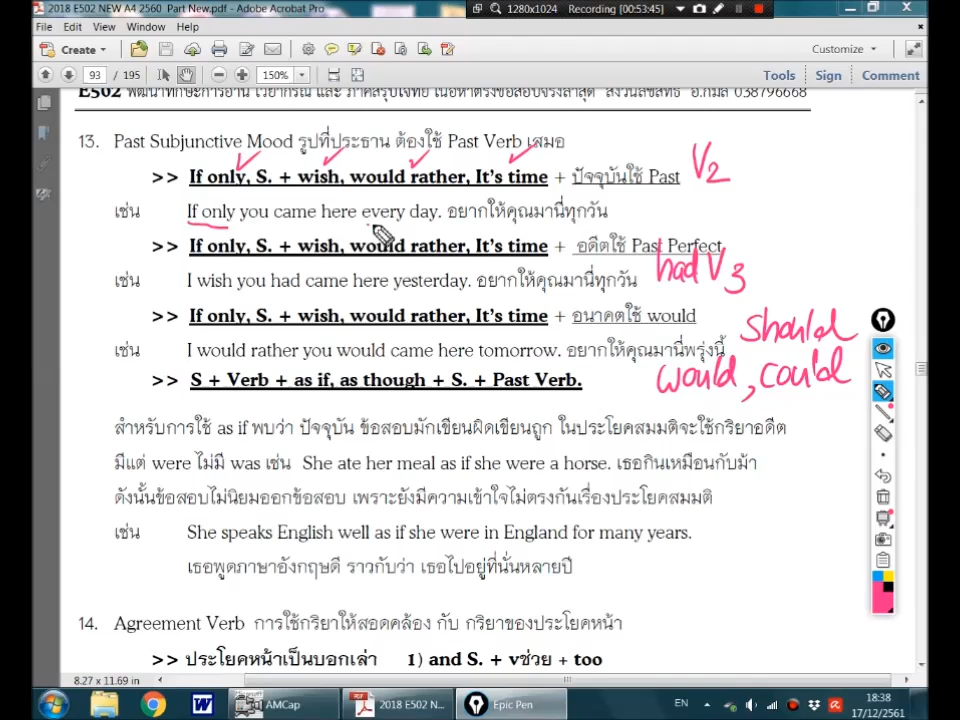 2018 E502 NEW A4 2560 Part New.pdf - Adobe Acrobat Pro
1280x1024 Recording [00:53:45]
File Edit View Window Help
Create Customize
93 / 195 150% Tools Sign Comment
E502 พัฒนาทักษะการอ่าน ไวยากรณ์ และ ภาคสรุปโจทย์ เนื้อหาตรงข้อสอบจริงล่าสุด สงวนลิขสิทธิ์ อ.กมล 038796668
13. Past Subjunctive Mood รูปที่ประธาน ต้องใช้ Past Verb เสมอ
>> If only, S. + wish, would rather, It's time + ปัจจุบันใช้ Past V2
เช่น If only you came here every day. อยากให้คุณมานี่ทุกวัน
>> If only, S. + wish, would rather, It's time + อดีตใช้ Past Perfect
had V3
เช่น I wish you had came here yesterday. อยากให้คุณมานี่ทุกวัน
>> If only, S. + wish, would rather, It's time + อนาคตใช้ would
should
เช่น I would rather you would came here tomorrow. อยากให้คุณมานี่พรุ่งนี้
would, could
>> S + Verb + as if, as though + S. + Past Verb.
สำหรับการใช้ as if พบว่า ปัจจุบัน ข้อสอบมักเขียนผิดเขียนถูก ในประโยคสมมติจะใช้กริยาอดีต
มีแต่ were ไม่มี was เช่น She ate her meal as if she were a horse. เธอกินเหมือนกับม้า
ดังนั้นข้อสอบไม่นิยมออกข้อสอบ เพราะยังมีความเข้าใจไม่ตรงกันเรื่องประโยคสมมติ
เช่น She speaks English well as if she were in England for many years.
เธอพูดภาษาอังกฤษดี ราวกับว่า เธอไปอยู่ที่นั่นหลายปี
14. Agreement Verb การใช้กริยาให้สอดคล้อง กับ กริยาของประโยคหน้า
>> ประโยคหน้าเป็นบอกเล่า 1) and S. + vช่วย + too
8.27 x 11.69 in
AMCap 2018 E502 N... Epic Pen EN 18:38
17/12/2561